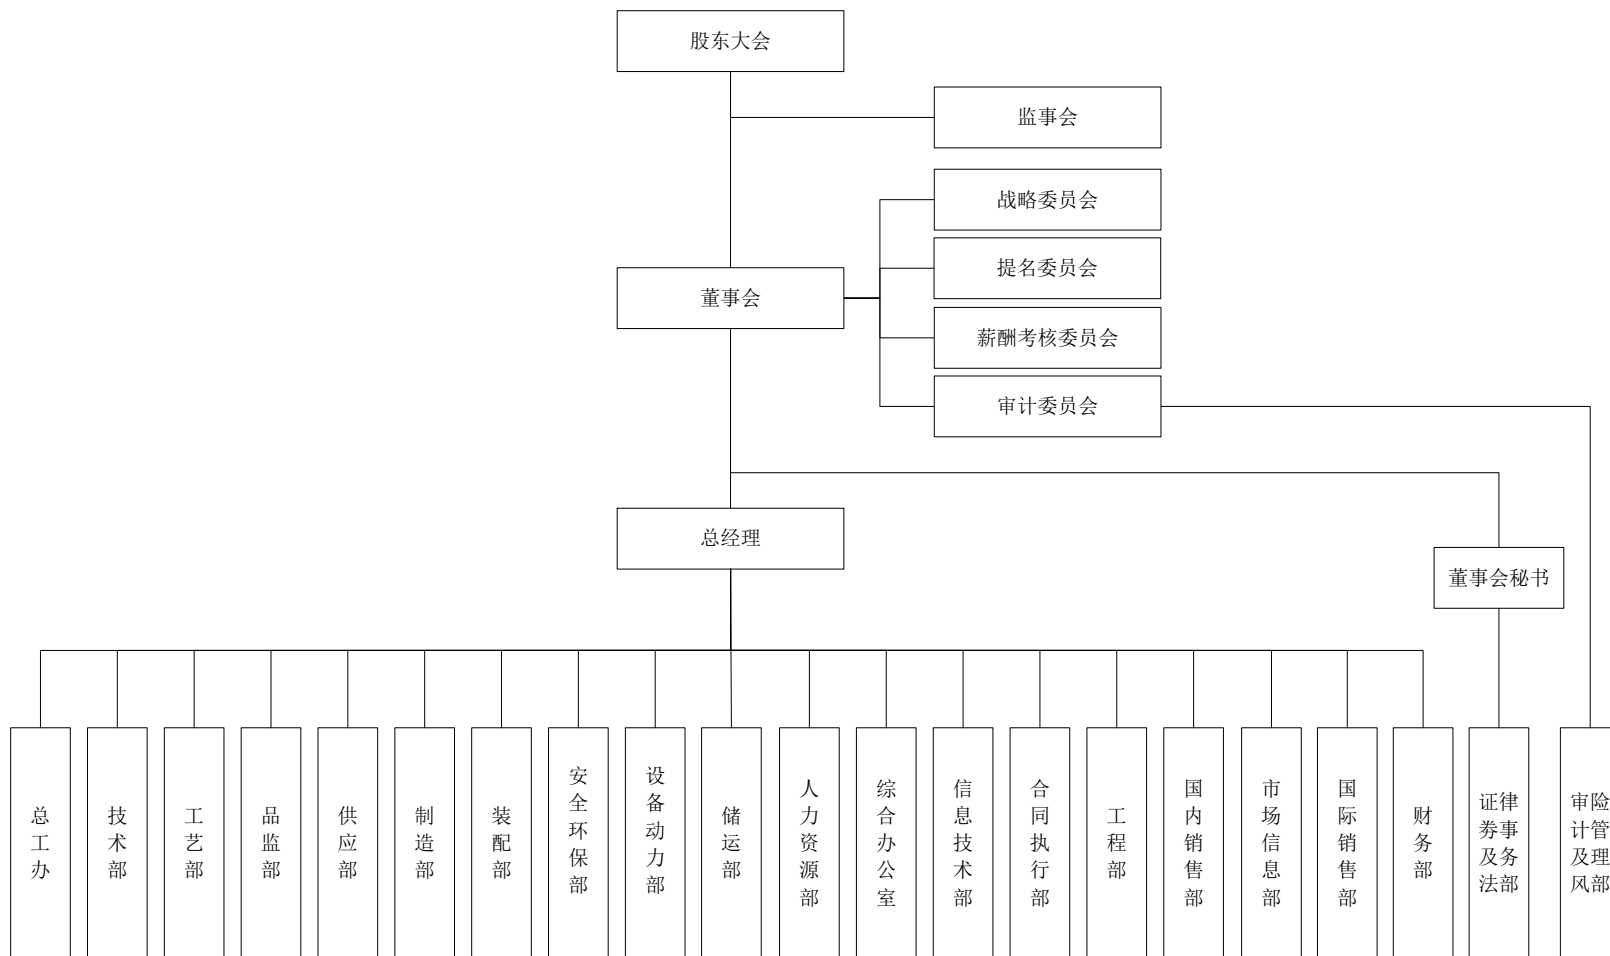 股东大会
监事会
战略委员会
提名委员会
董事会
薪酬考核委员会
审计委员会
总经理
董事会秘书
总工办
技术部
工艺部
品监部
供应部
制造部
装配部
安全环保部
设备动力部
储运部
人力资源部
综合办公室
信息技术部
合同执行部
工程部
国内销售部
市场信息部
国际销售部
财务部
证劵及法
律事务部
审计及风
险管理部